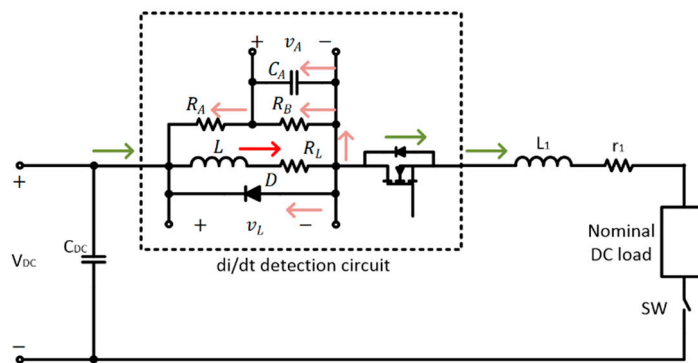 + v_A −
C_A
R_A R_B
L R_L
D
+ v_L −
di/dt detection circuit
+
V_DC
−
C_DC
L₁ r₁
Nominal
DC load
SW